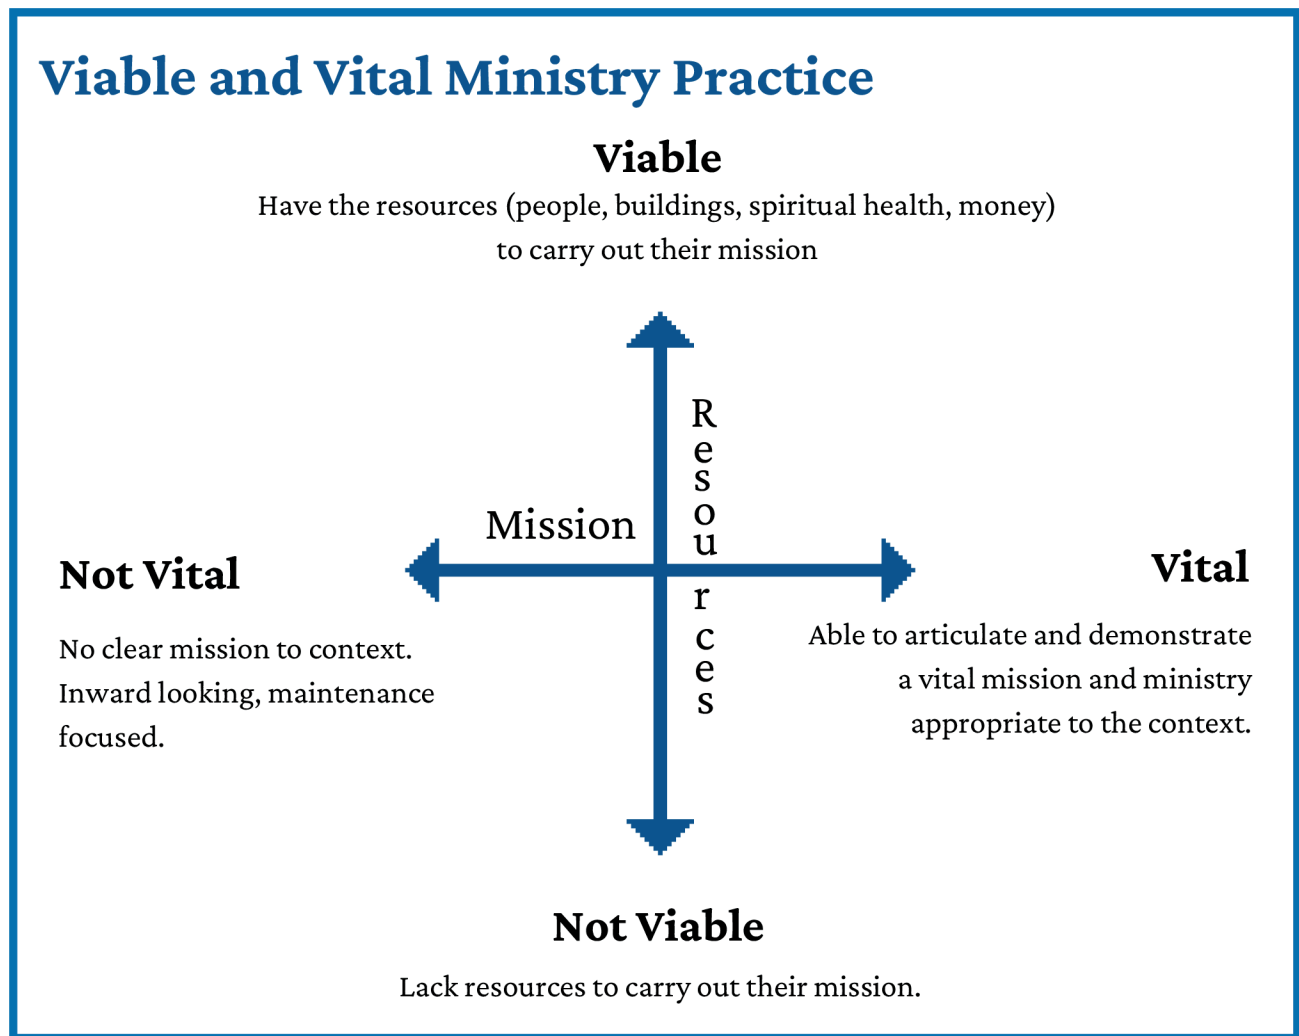 Viable and Vital Ministry Practice
Viable
Have the resources (people, buildings, spiritual health, money)
to carry out their mission
Resources
Mission
Not Vital
No clear mission to context.
Inward looking, maintenance
focused.
Vital
Able to articulate and demonstrate
a vital mission and ministry
appropriate to the context.
Not Viable
Lack resources to carry out their mission.